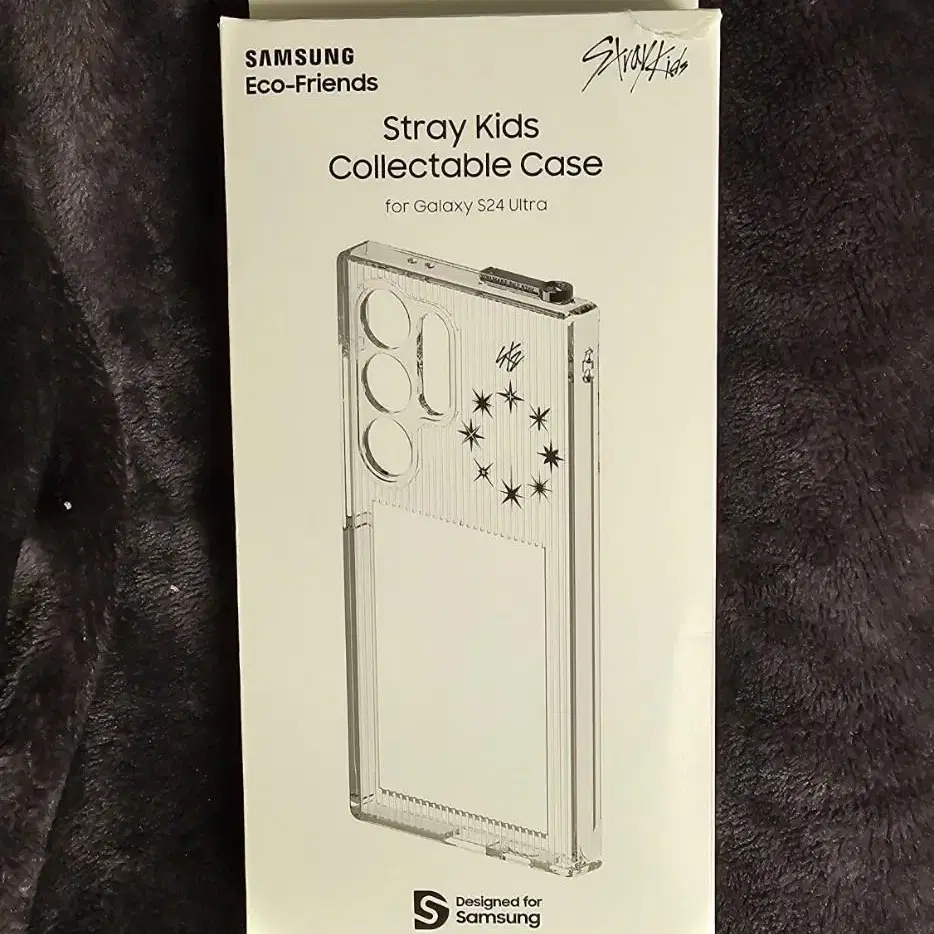 SAMSUNG
Eco-Friends
Stray Kids
Stray Kids
Collectable Case
for Galaxy S24 Ultra
SKZ
Designed for
Samsung